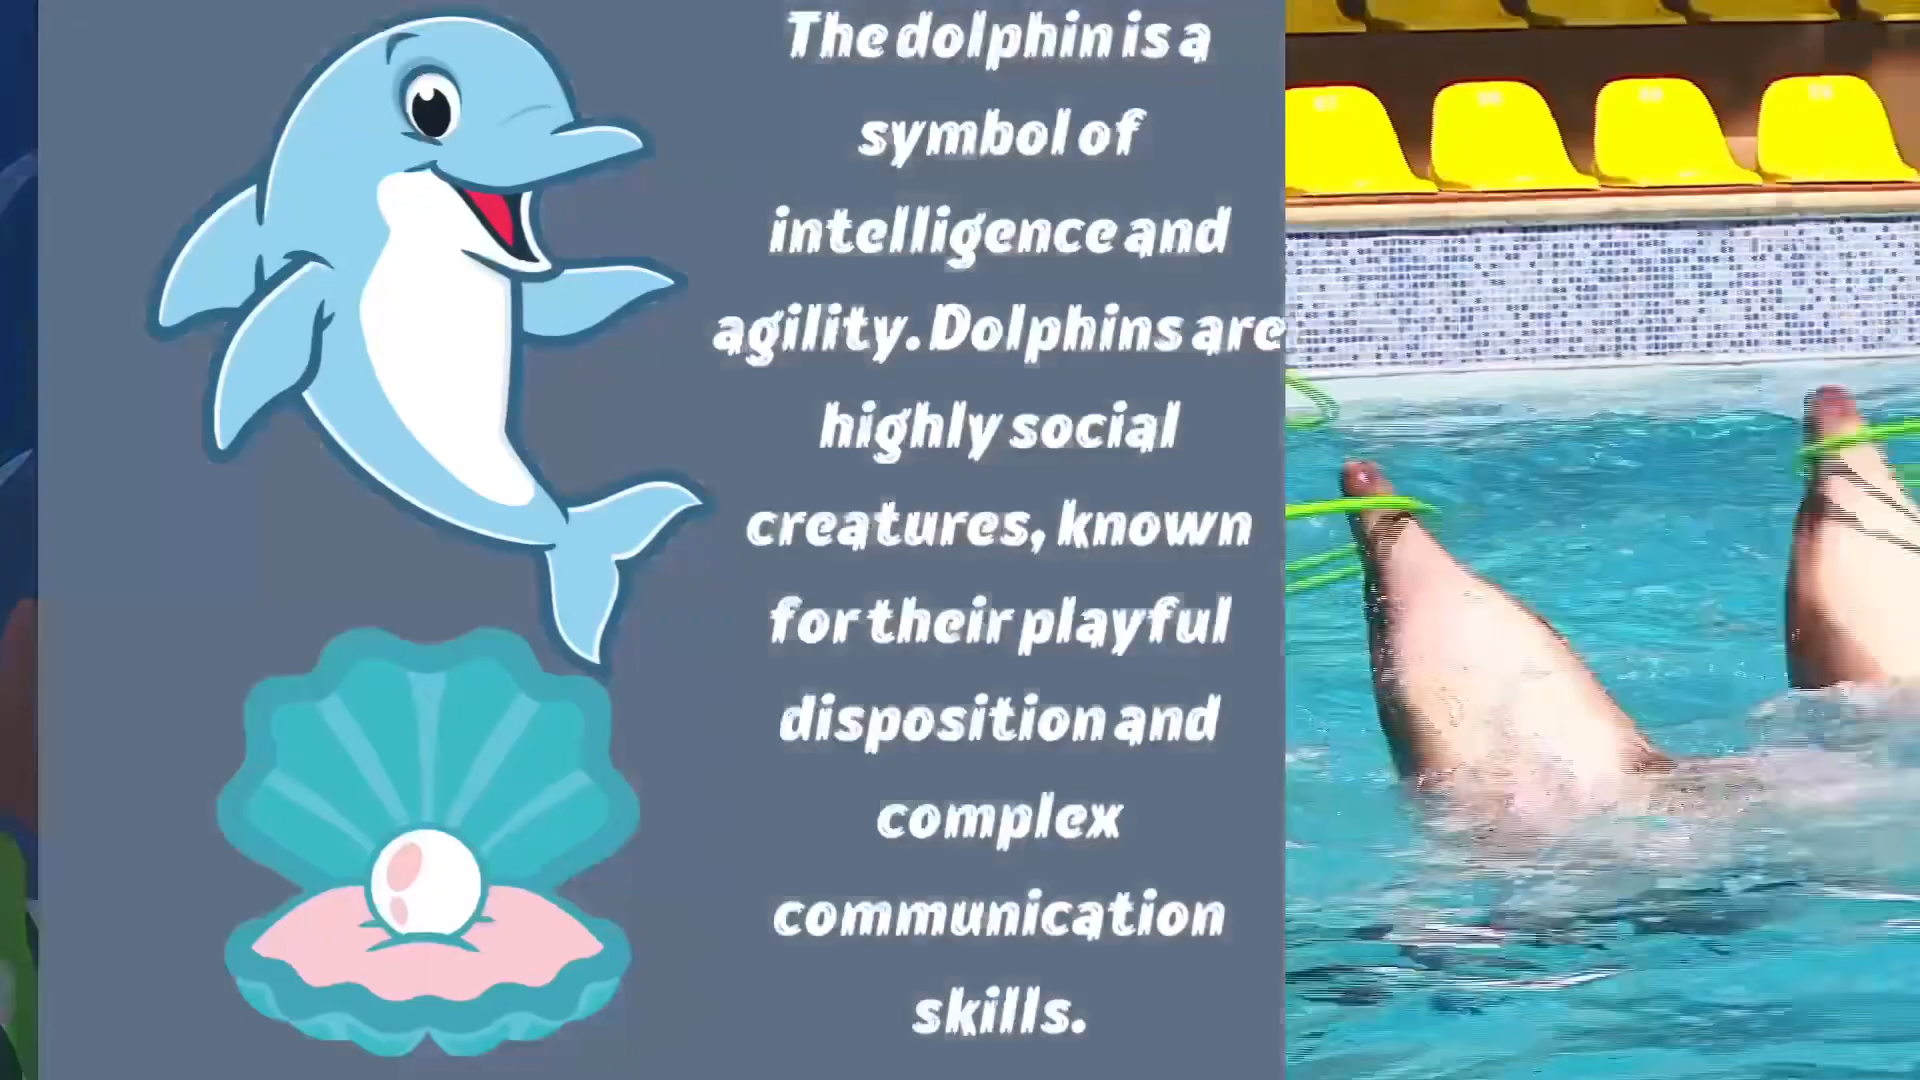 The dolphin is a
symbol of
intelligence and
agility. Dolphins are
highly social
creatures, known
for their playful
disposition and
complex
communication
skills.